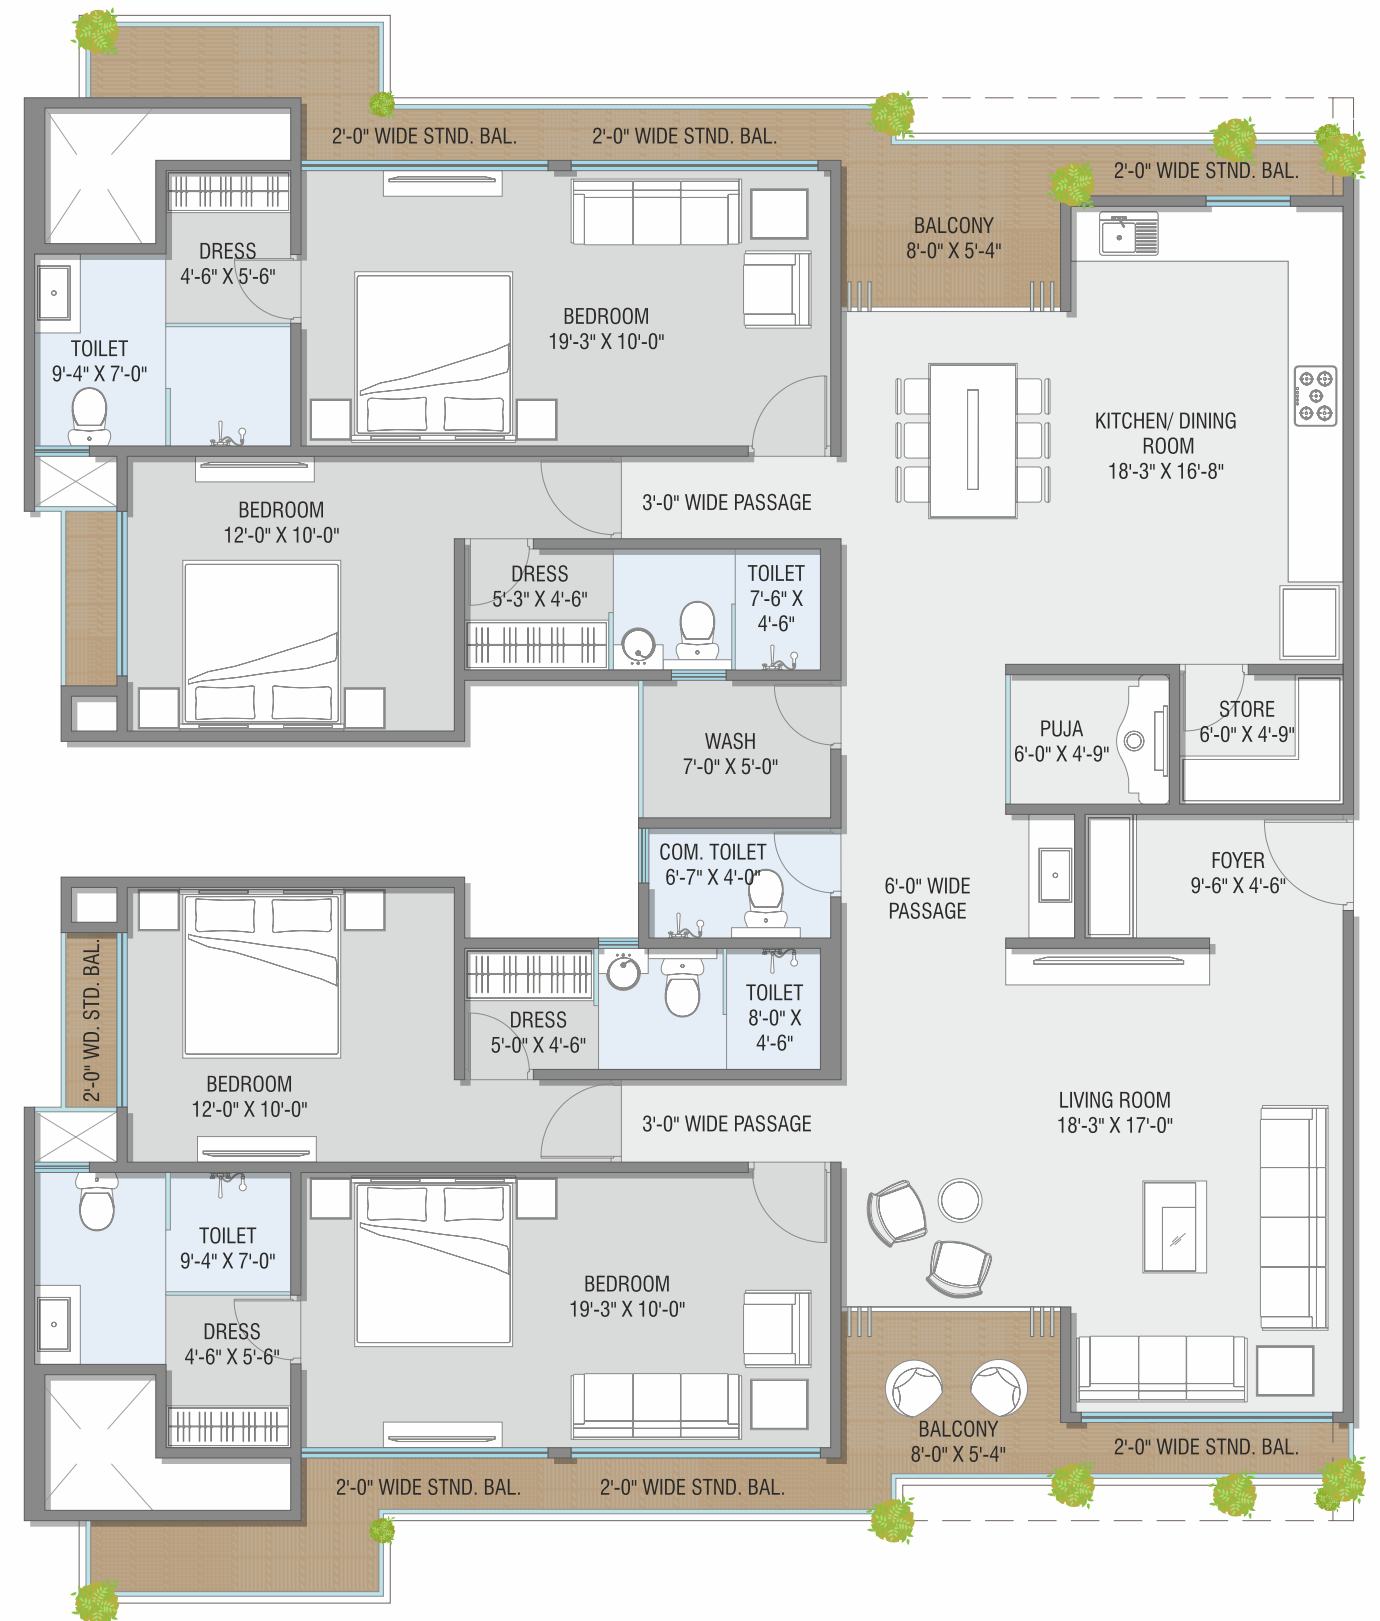 2'-0" WIDE STND. BAL.
2'-0" WIDE STND. BAL.
2'-0" WIDE STND. BAL.
BALCONY
8'-0" X 5'-4"
DRESS
4'-6" X 5'-6"
BEDROOM
19'-3" X 10'-0"
TOILET
9'-4" X 7'-0"
KITCHEN/ DINING
ROOM
18'-3" X 16'-8"
BEDROOM
12'-0" X 10'-0"
3'-0" WIDE PASSAGE
DRESS
5'-3" X 4'-6"
TOILET
7'-6" X
4'-6"
PUJA
6'-0" X 4'-9"
STORE
6'-0" X 4'-9"
WASH
7'-0" X 5'-0"
COM. TOILET
6'-7" X 4'-0"
6'-0" WIDE
PASSAGE
FOYER
9'-6" X 4'-6"
2'-0" WD. STD. BAL.
DRESS
5'-0" X 4'-6"
TOILET
8'-0" X
4'-6"
BEDROOM
12'-0" X 10'-0"
3'-0" WIDE PASSAGE
LIVING ROOM
18'-3" X 17'-0"
TOILET
9'-4" X 7'-0"
BEDROOM
19'-3" X 10'-0"
DRESS
4'-6" X 5'-6"
BALCONY
8'-0" X 5'-4"
2'-0" WIDE STND. BAL.
2'-0" WIDE STND. BAL.
2'-0" WIDE STND. BAL.